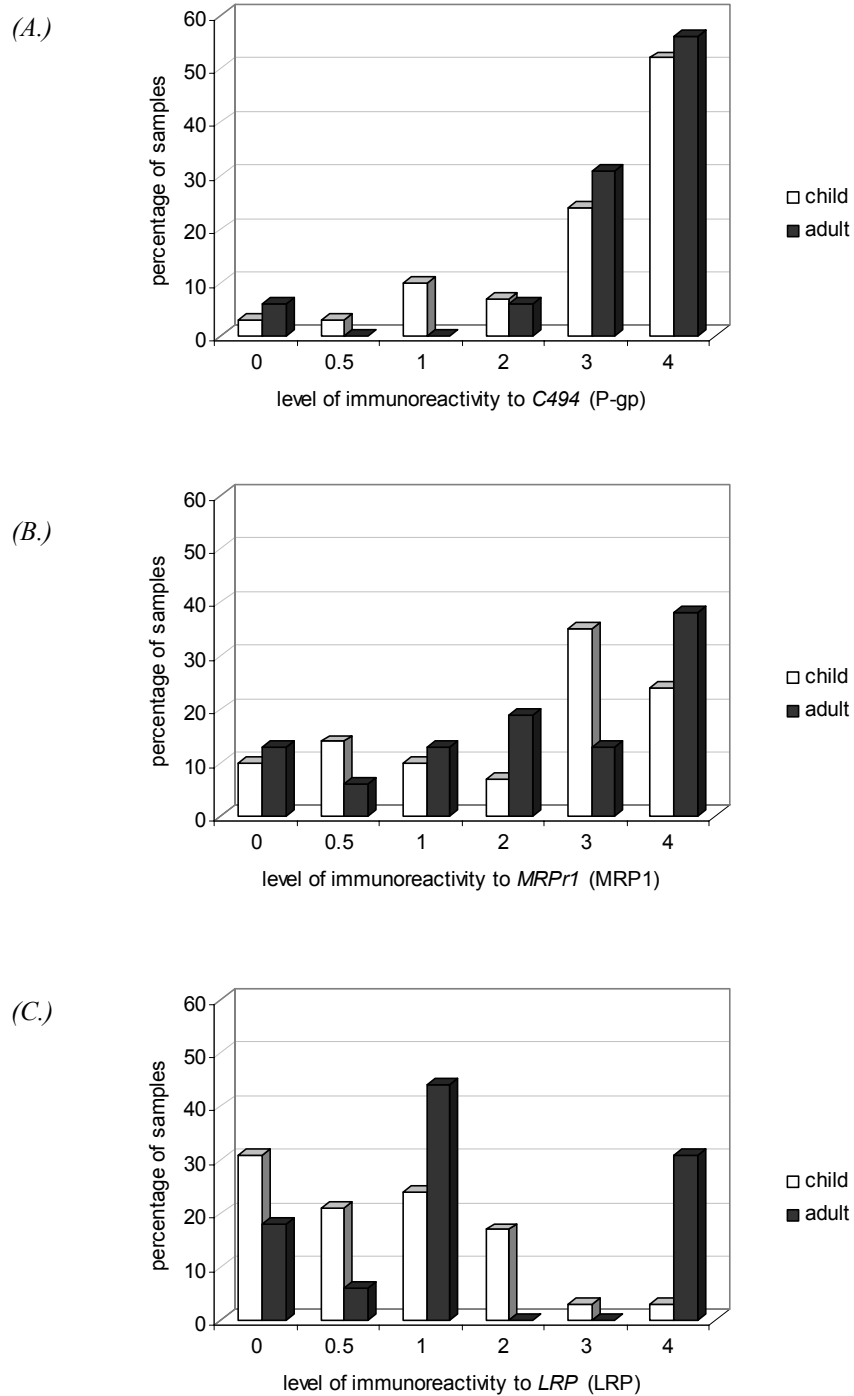 (A.)
percentage of samples
60
50
40
30
20
10
0
0 0.5 1 2 3 4
level of immunoreactivity to C494 (P-gp)
child
adult
(B.)
percentage of samples
60
50
40
30
20
10
0
0 0.5 1 2 3 4
level of immunoreactivity to MRPr1 (MRP1)
child
adult
(C.)
percentage of samples
60
50
40
30
20
10
0
0 0.5 1 2 3 4
level of immunoreactivity to LRP (LRP)
child
adult